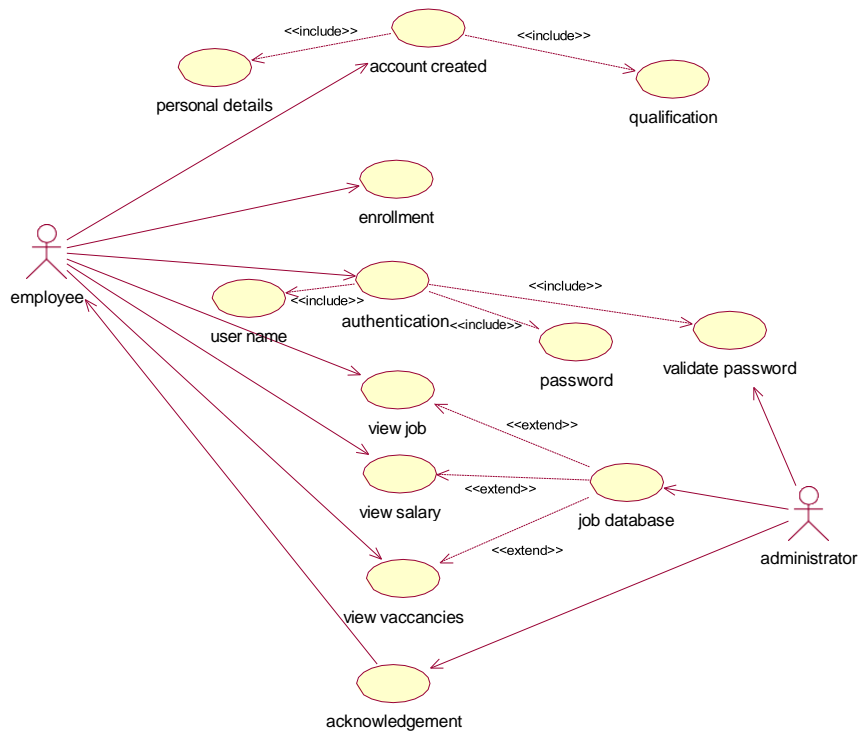 <<include>>
<<include>>
account created
personal details
qualification
enrollment
employee
<<include>>
<<include>>
authentication
user name
<<include>>
password
validate password
view job
<<extend>>
view salary
<<extend>>
job database
<<extend>>
administrator
view vaccancies
acknowledgement